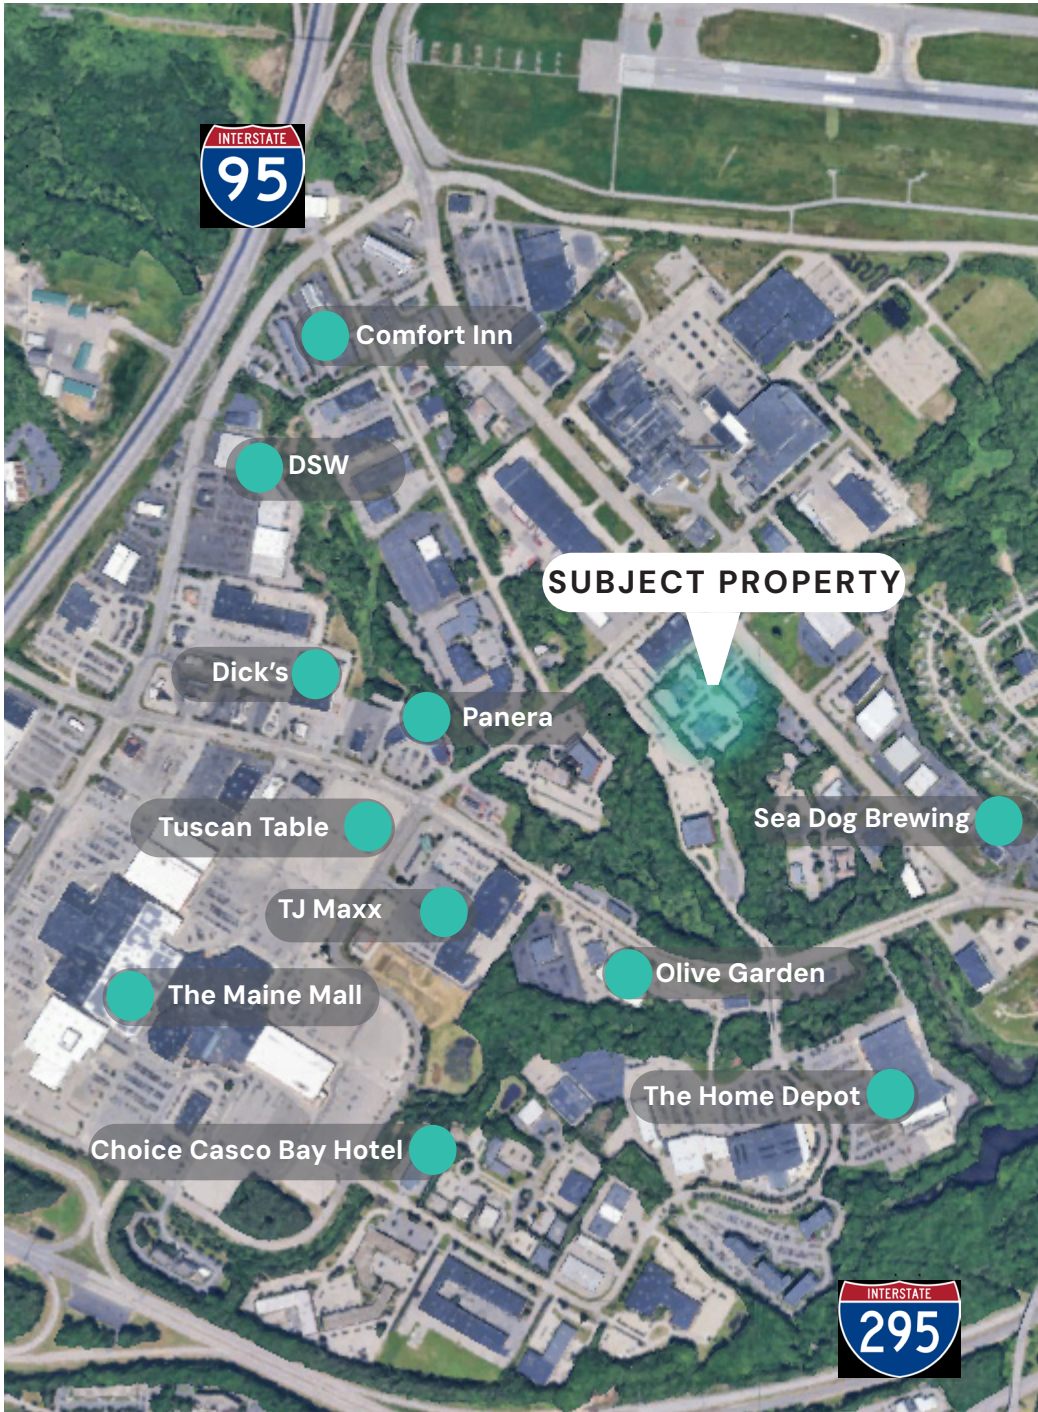 INTERSTATE
95
Comfort Inn
DSW
SUBJECT PROPERTY
Dick’s
Panera
Tuscan Table
Sea Dog Brewing
TJ Maxx
Olive Garden
The Maine Mall
The Home Depot
Choice Casco Bay Hotel
INTERSTATE
295